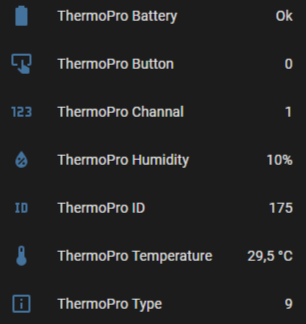 ThermoPro Battery Ok
ThermoPro Button 0
123 ThermoPro Channal 1
ThermoPro Humidity 10%
ID ThermoPro ID 175
ThermoPro Temperature 29,5 °C
ThermoPro Type 9